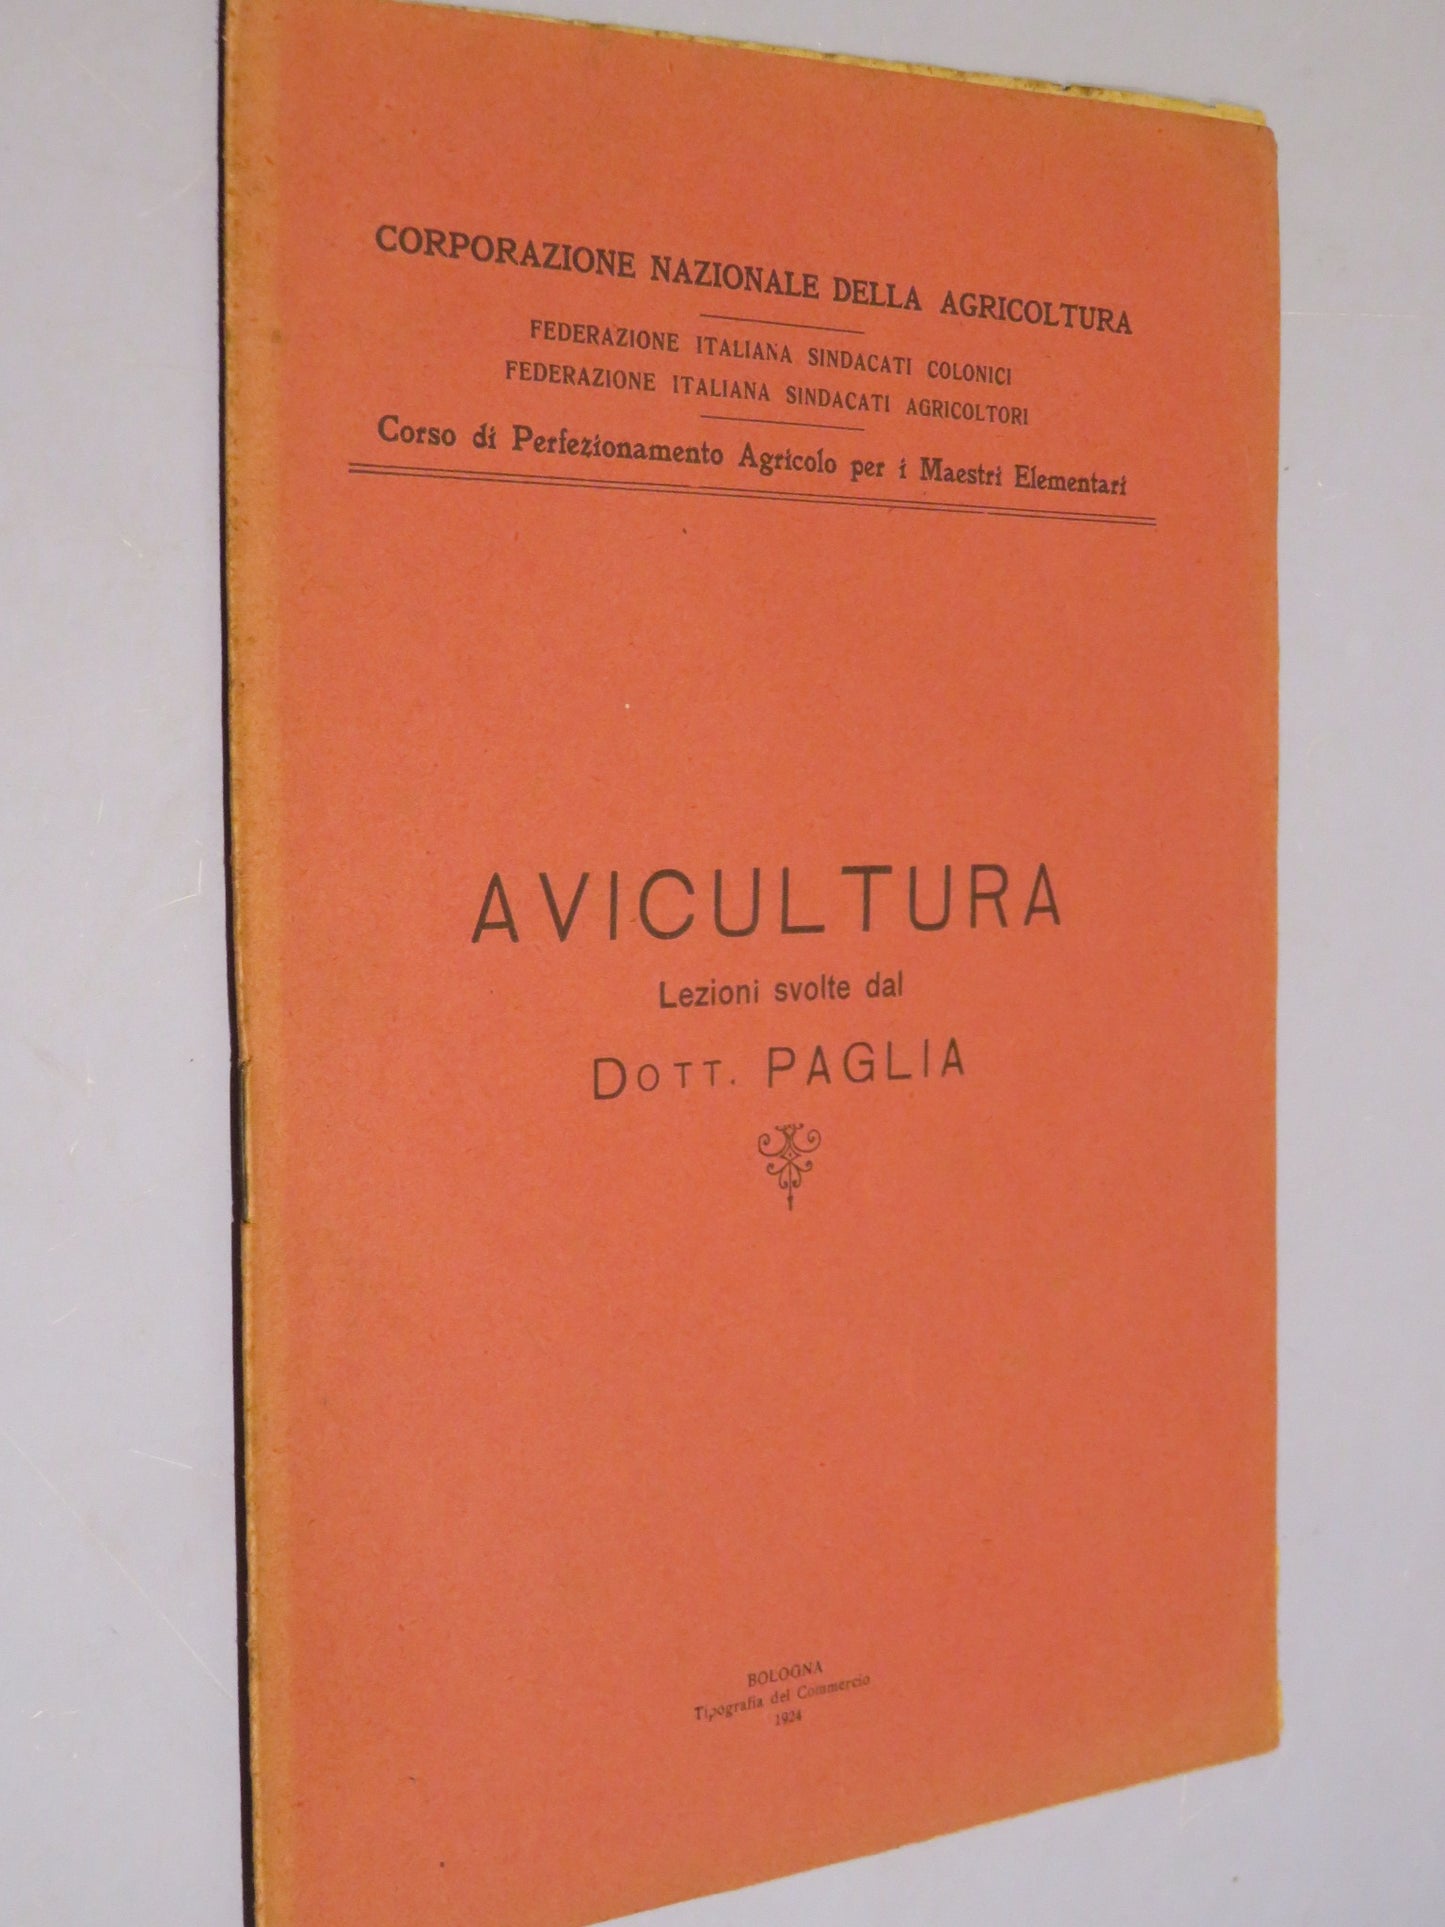 CORPORAZIONE NAZIONALE DELLA AGRICOLTURA
FEDERAZIONE ITALIANA SINDACATI COLONICI
FEDERAZIONE ITALIANA SINDACATI AGRICOLTORI
Corso di Perfezionamento Agricolo per i Maestri Elementari
AVICULTURA
Lezioni svolte dal
DOTT. PAGLIA
BOLOGNA
Tipografia del Commercio
1924